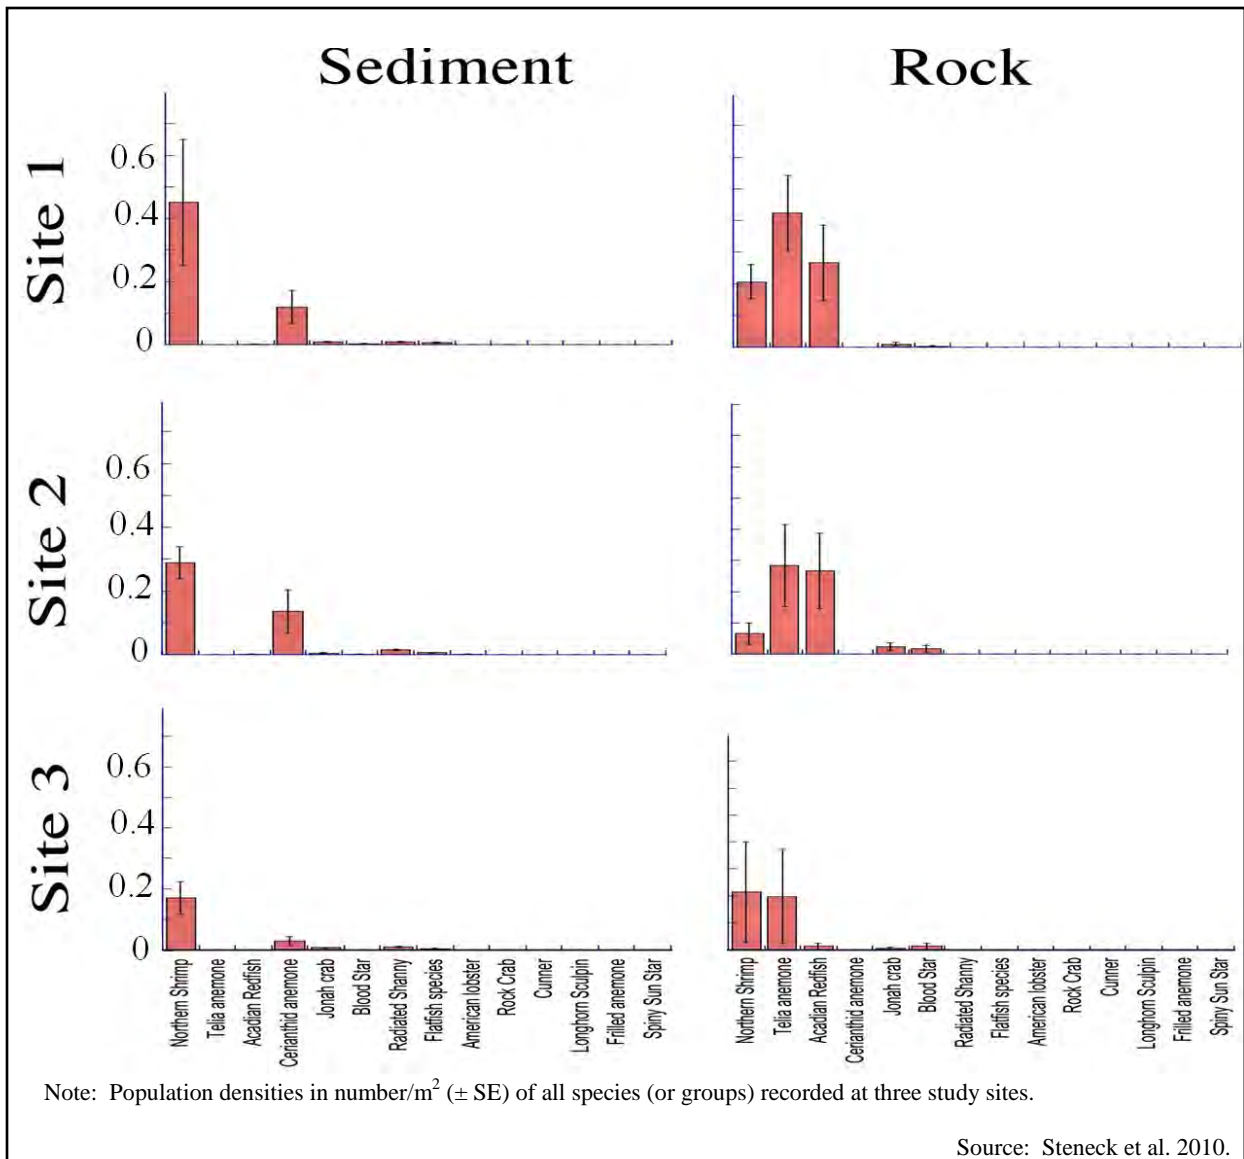 Sediment Rock
Site 1
0.6
0.4
0.2
0
Site 2
0.6
0.4
0.2
0
Site 3
0.6
0.4
0.2
0
Northern Shrimp
Telia anemone
Acadian Redfish
Cerianthid anemone
Jonah crab
Blood Star
Radiated Shanny
Flatfish species
American lobster
Rock Crab
Cunner
Longhorn Sculpin
Frilled anemone
Spiny Sun Star
Northern Shrimp
Telia anemone
Acadian Redfish
Cerianthid anemone
Jonah crab
Blood Star
Radiated Shanny
Flatfish species
American lobster
Rock Crab
Cunner
Longhorn Sculpin
Frilled anemone
Spiny Sun Star
Note: Population densities in number/m² (± SE) of all species (or groups) recorded at three study sites.
Source: Steneck et al. 2010.